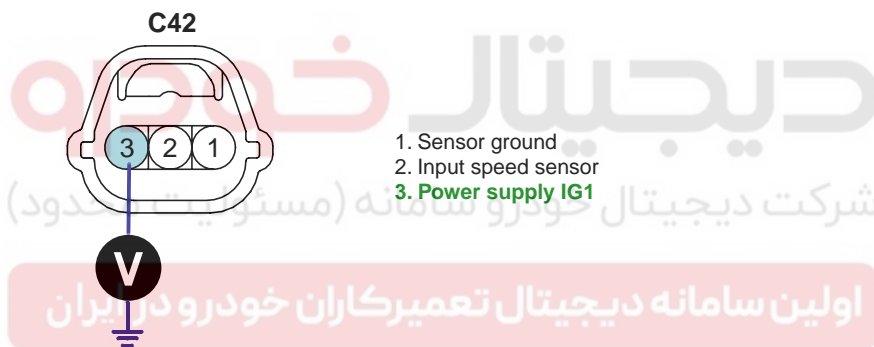 C42
دیجیتال خودرو
3 2 1
1. Sensor ground
2. Input speed sensor
3. Power supply IG1
شرکت دیجیتال خودرو سامانه (مسئولیت محدود)
V
اولین سامانه دیجیتال تعمیرکاران خودرو در ایران